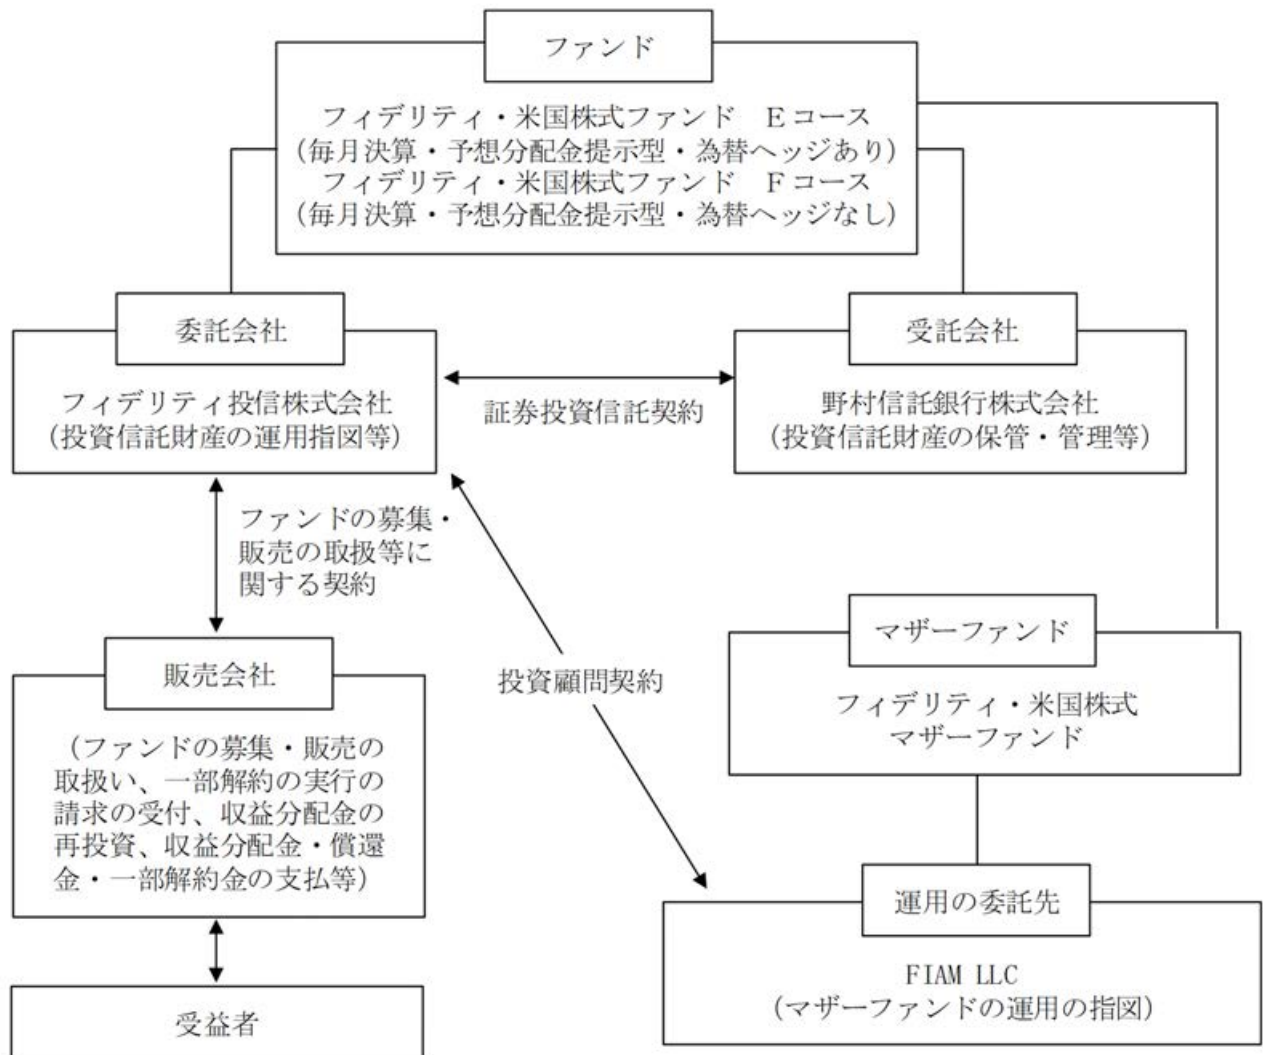 ファンド
フィデリティ・米国株式ファンド　Ｅコース
（毎月決算・予想分配金提示型・為替ヘッジあり）
フィデリティ・米国株式ファンド　Ｆコース
（毎月決算・予想分配金提示型・為替ヘッジなし）
委託会社
フィデリティ投信株式会社
（投資信託財産の運用指図等）
証券投資信託契約
受託会社
野村信託銀行株式会社
（投資信託財産の保管・管理等）
ファンドの募集・
販売の取扱等に
関する契約
投資顧問契約
マザーファンド
フィデリティ・米国株式
マザーファンド
販売会社
（ファンドの募集・販売の
取扱い、一部解約の実行の
請求の受付、収益分配金の
再投資、収益分配金・償還
金・一部解約金の支払等）
運用の委託先
FIAM LLC
（マザーファンドの運用の指図）
受益者